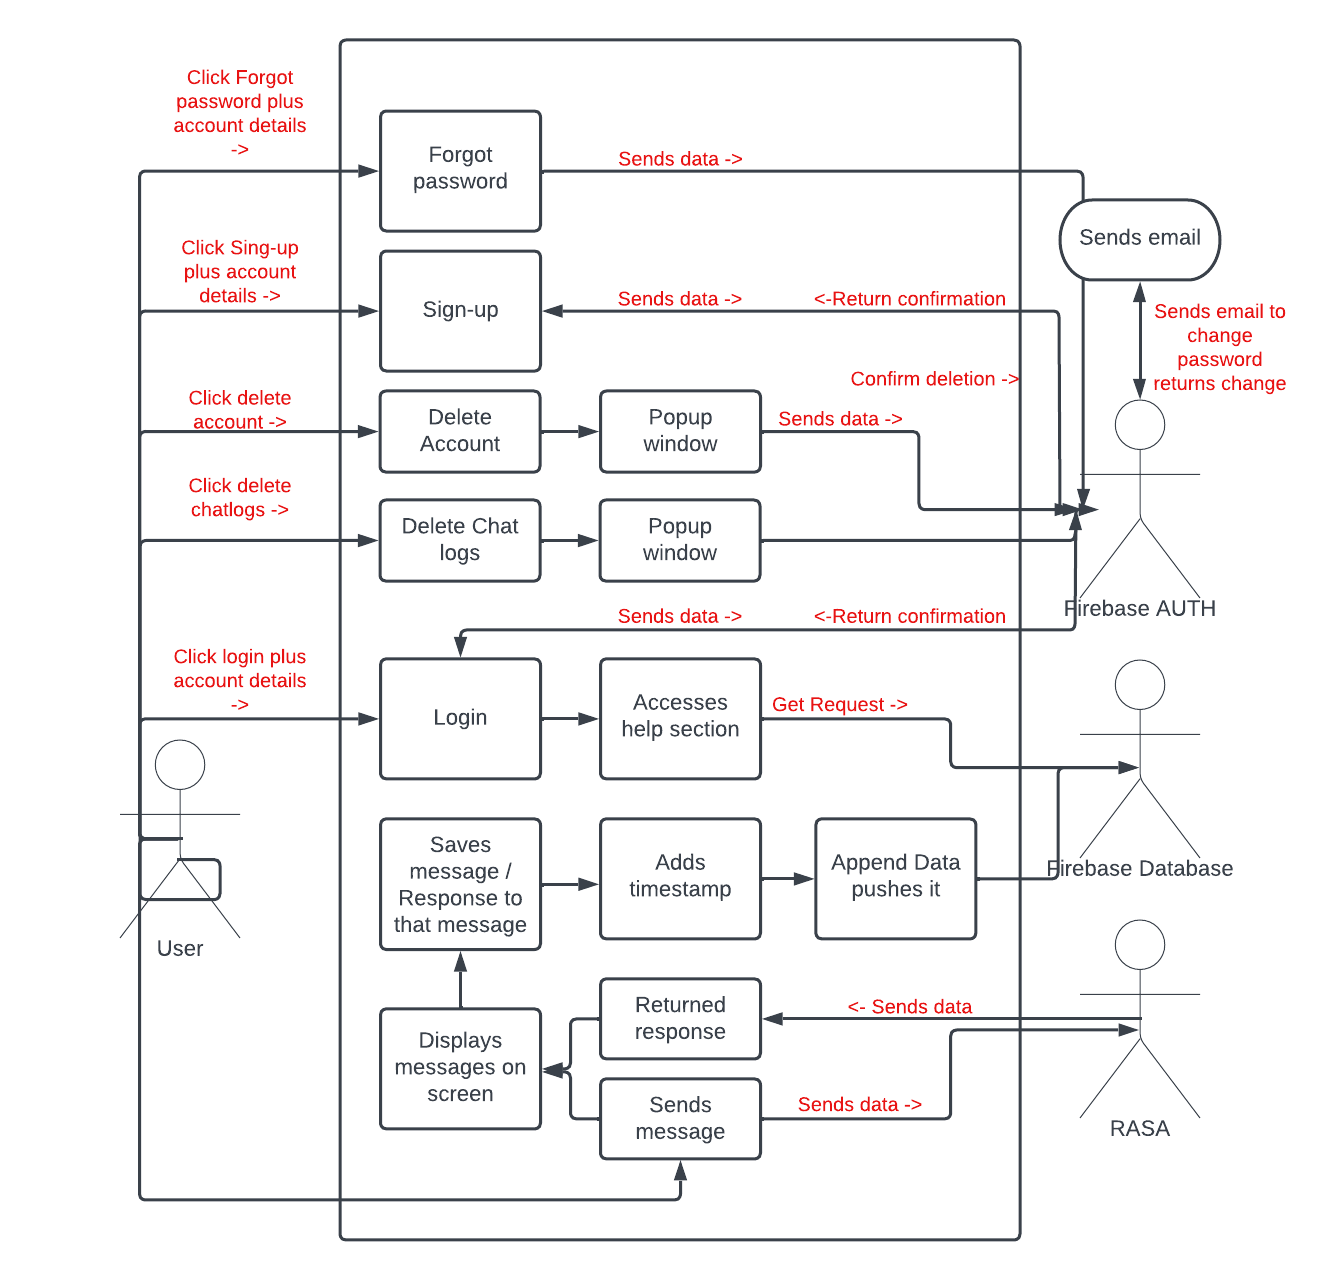 Click Forgot
password plus
account details
->
Forgot
password
Sends data ->
Sends email
Click Sing-up
plus account
details ->
Sign-up
Sends data ->
<-Return confirmation
Sends email to
change
password
returns change
Confirm deletion ->
Click delete
account ->
Delete
Account
Popup
window
Sends data ->
Click delete
chatlogs ->
Delete Chat
logs
Popup
window
Firebase AUTH
Sends data ->
<-Return confirmation
Click login plus
account details
->
Login
Accesses
help section
Get Request ->
Firebase Database
Saves
message /
Response to
that message
Adds
timestamp
Append Data
pushes it
User
Returned
response
<- Sends data
Displays
messages on
screen
Sends
message
Sends data ->
RASA